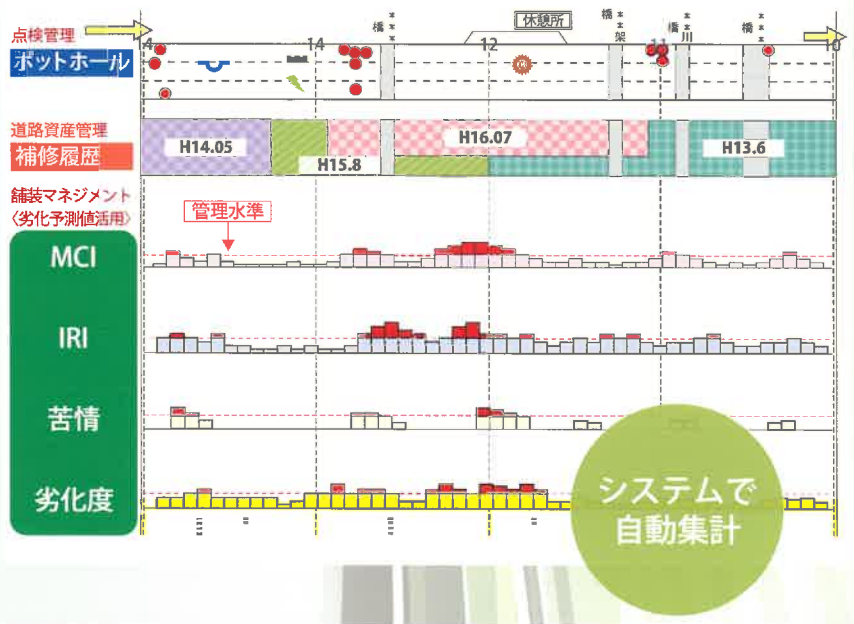 休憩所
橋 ***
橋 ***
架
橋 **
川
橋 ***
点検管理
14
12
11
10
ポットホール
道路資産管理
補修履歴
H14.05
H15.8
H16.07
H13.6
舗装マネジメント
〈劣化予測値活用〉
管理水準
MCI
IRI
苦情
劣化度
システムで
自動集計